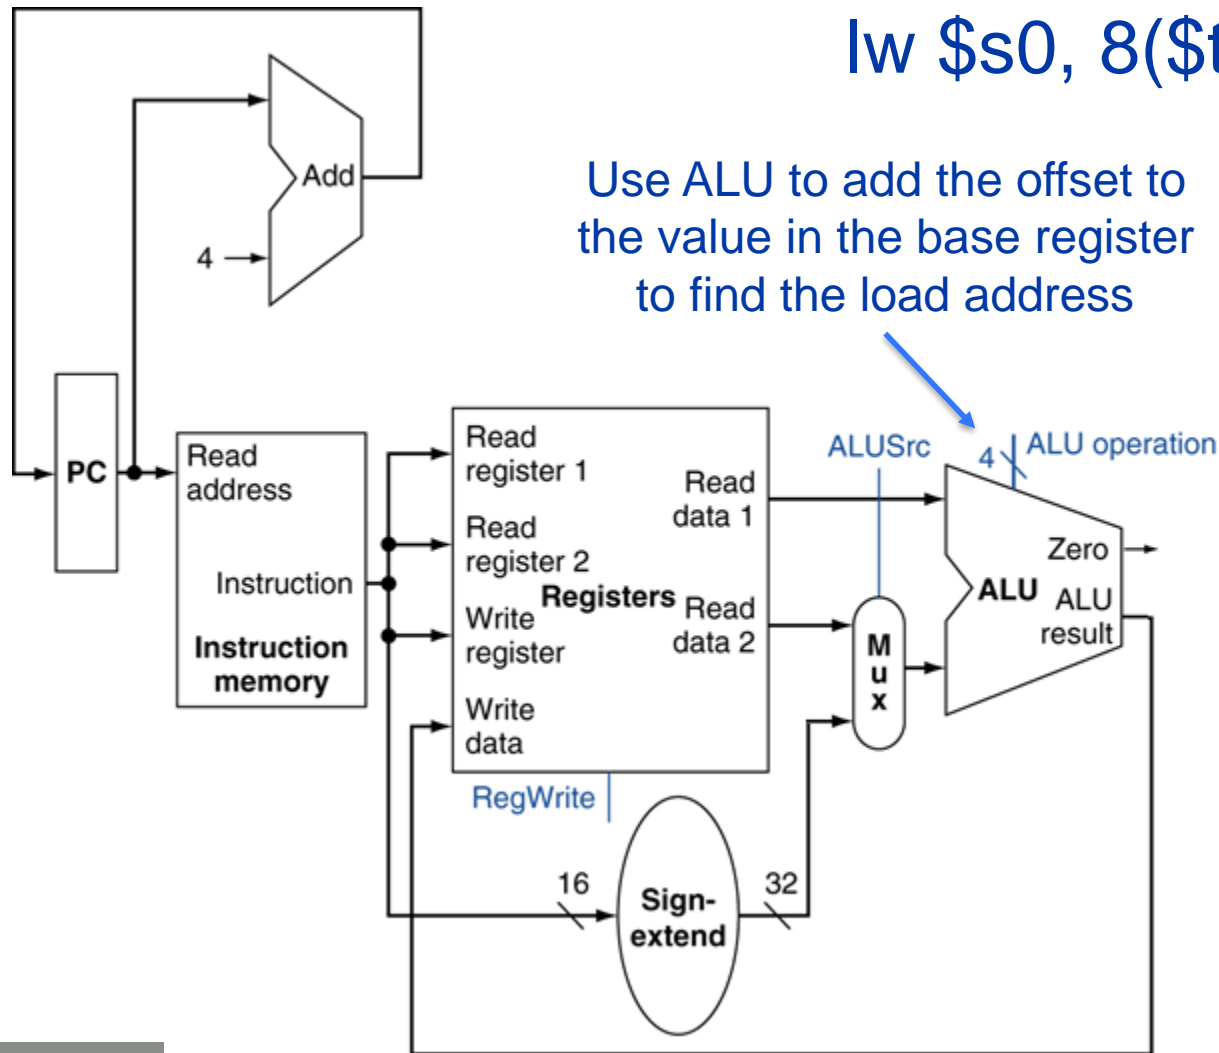 lw $s0, 8($t
Use ALU to add the offset to
the value in the base register
to find the load address
Add
4
PC
Read
address
Instruction
Instruction
memory
Read
register 1
Read
register 2
Write
register
Write
data
Registers
Read
data 1
Read
data 2
RegWrite
16
Sign-
extend
32
ALUSrc
M
u
x
4
ALU operation
Zero
ALU
ALU
result